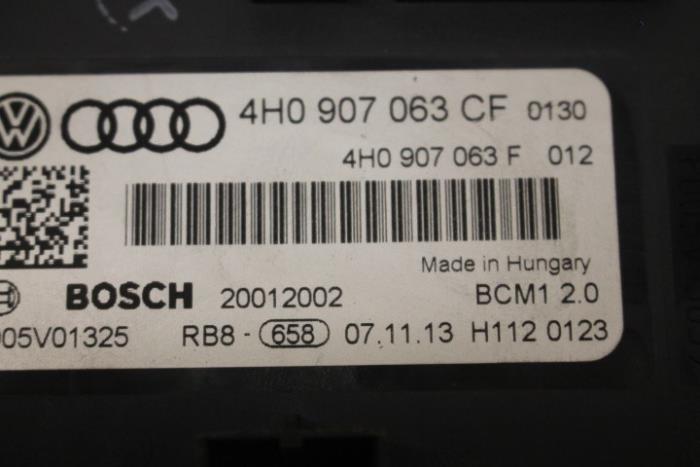 4H0 907 063 CF 0130
4H0 907 063 F 012
Made in Hungary
BOSCH 20012002 BCM1 2.0
005V01325 RB8 - 658 07.11.13 H112 0123